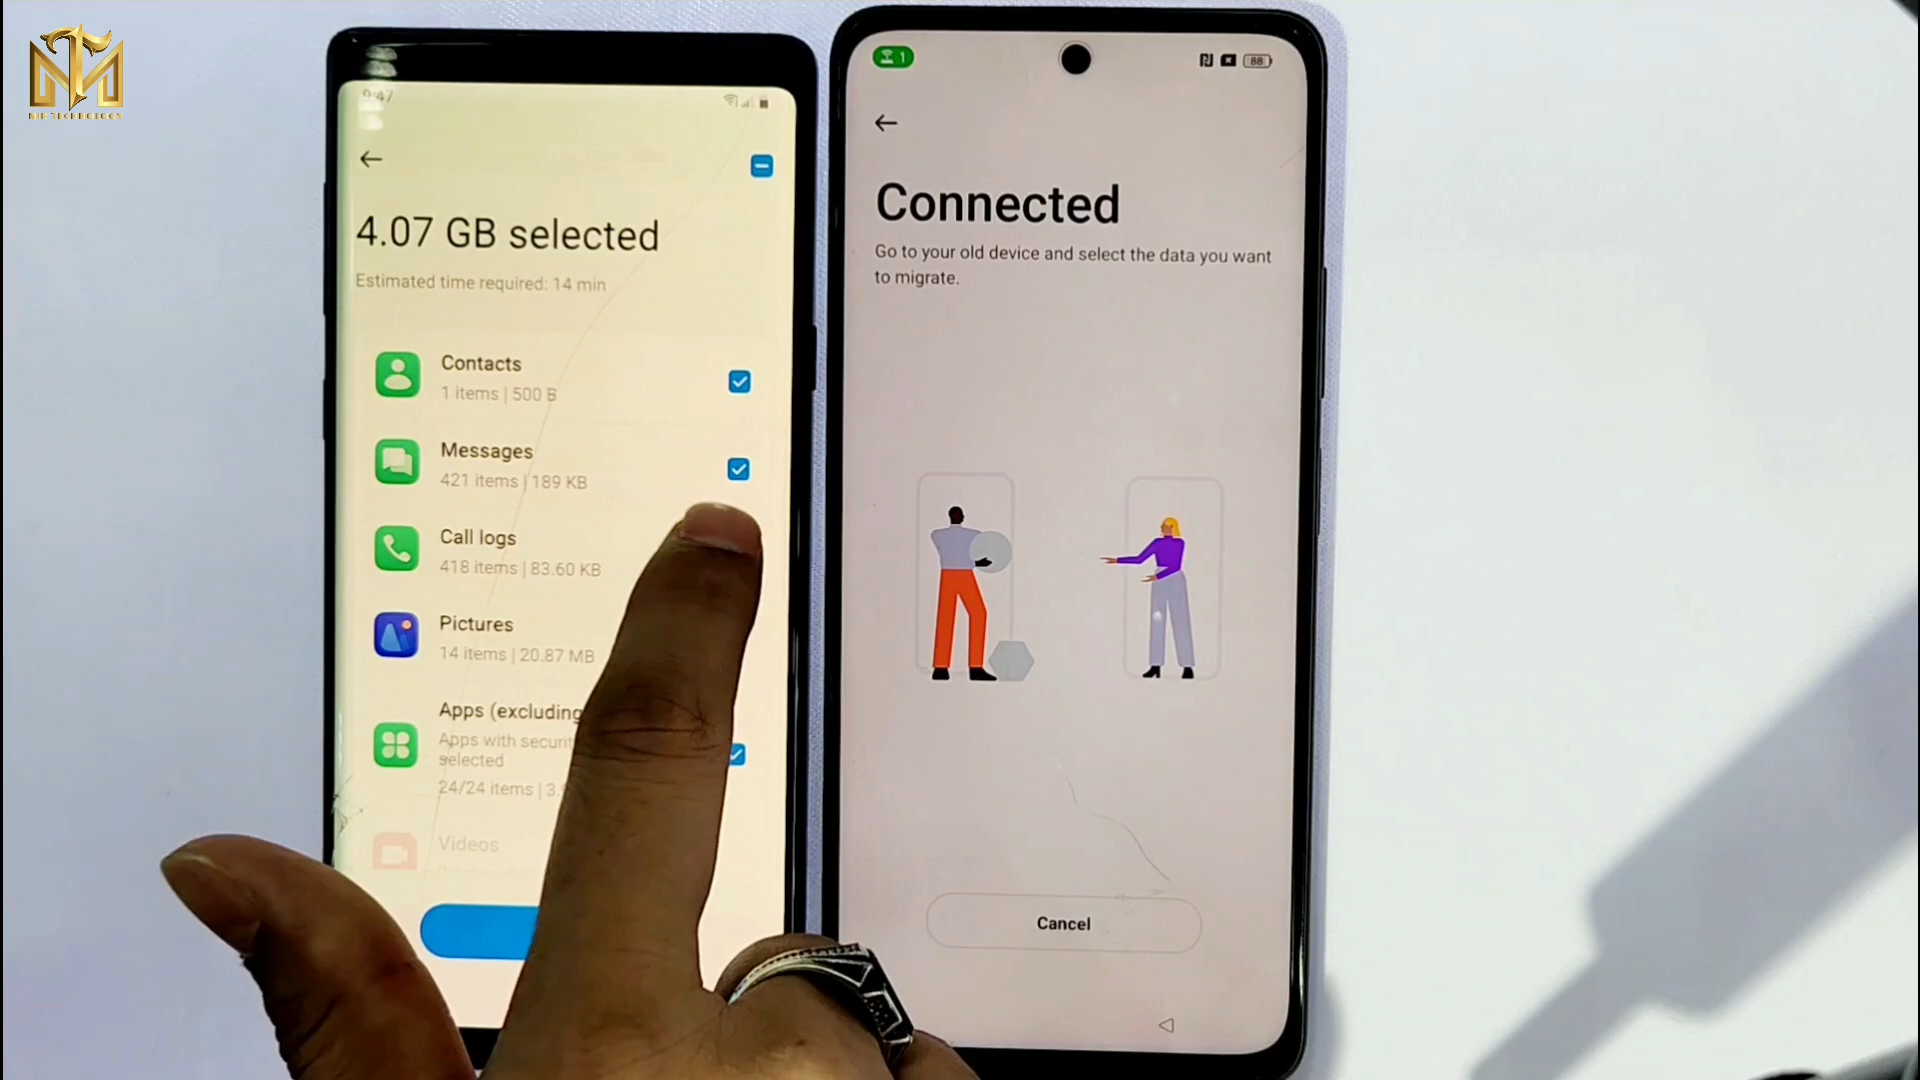 9:47
4.07 GB selected
Estimated time required: 14 min
Contacts
1 items | 500 B
Messages
421 items | 189 KB
Call logs
418 items | 83.60 KB
Pictures
14 items | 20.87 MB
Apps (excluding
Apps with
selected
24/24 items | 3.
Videos
1
88
Connected
Go to your old device and select the data you want
to migrate.
Cancel